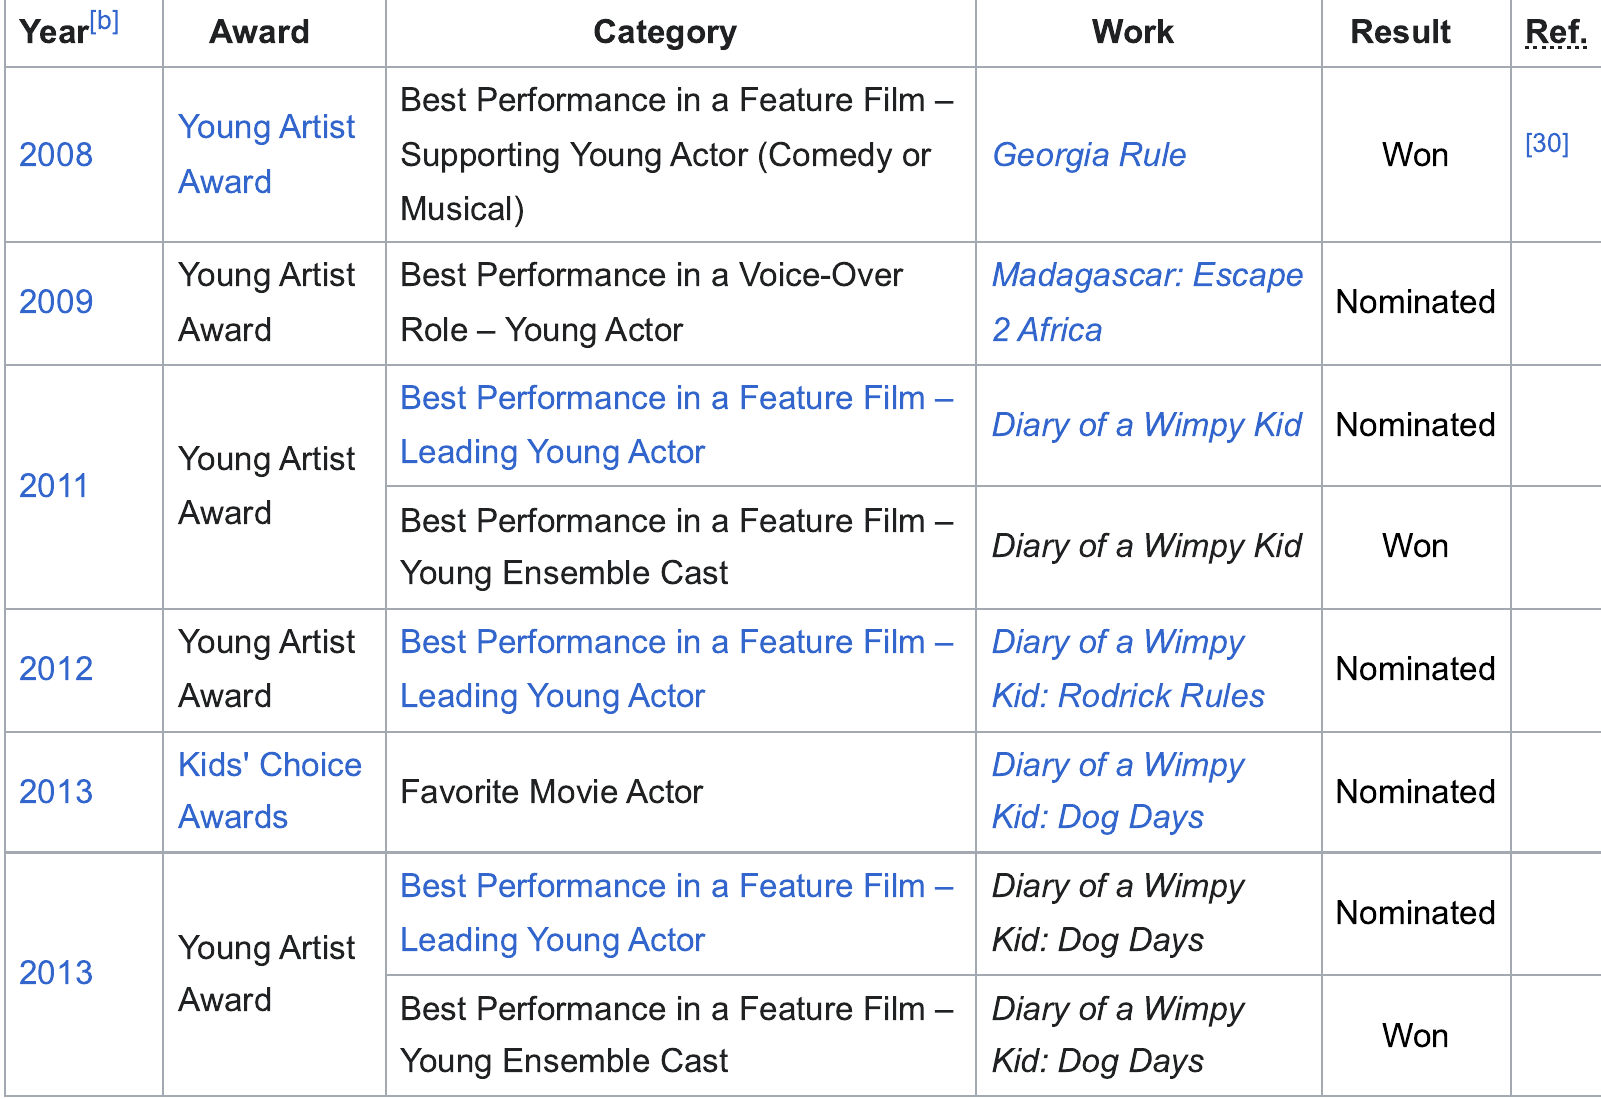 Year[b] Award Category Work Result Ref.
2008 Young Artist Award Best Performance in a Feature Film – Supporting Young Actor (Comedy or Musical) Georgia Rule Won [30]
2009 Young Artist Award Best Performance in a Voice-Over Role – Young Actor Madagascar: Escape 2 Africa Nominated
2011 Young Artist Award Best Performance in a Feature Film – Leading Young Actor Diary of a Wimpy Kid Nominated
Best Performance in a Feature Film – Young Ensemble Cast Diary of a Wimpy Kid Won
2012 Young Artist Award Best Performance in a Feature Film – Leading Young Actor Diary of a Wimpy Kid: Rodrick Rules Nominated
2013 Kids' Choice Awards Favorite Movie Actor Diary of a Wimpy Kid: Dog Days Nominated
2013 Young Artist Award Best Performance in a Feature Film – Leading Young Actor Diary of a Wimpy Kid: Dog Days Nominated
Best Performance in a Feature Film – Young Ensemble Cast Diary of a Wimpy Kid: Dog Days Won